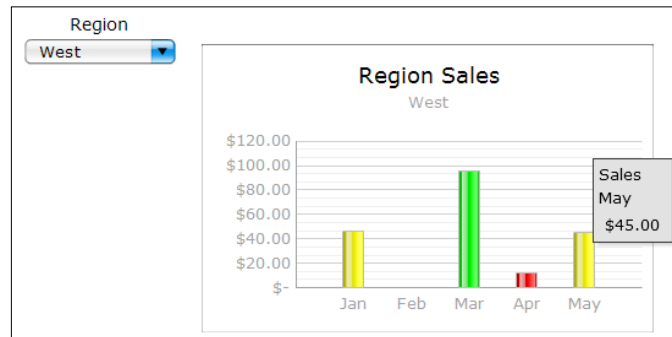 Region
West
Region Sales
West
$120.00
$100.00
$80.00
$60.00
$40.00
$20.00
$-
Jan Feb Mar Apr May
Sales
May
$45.00